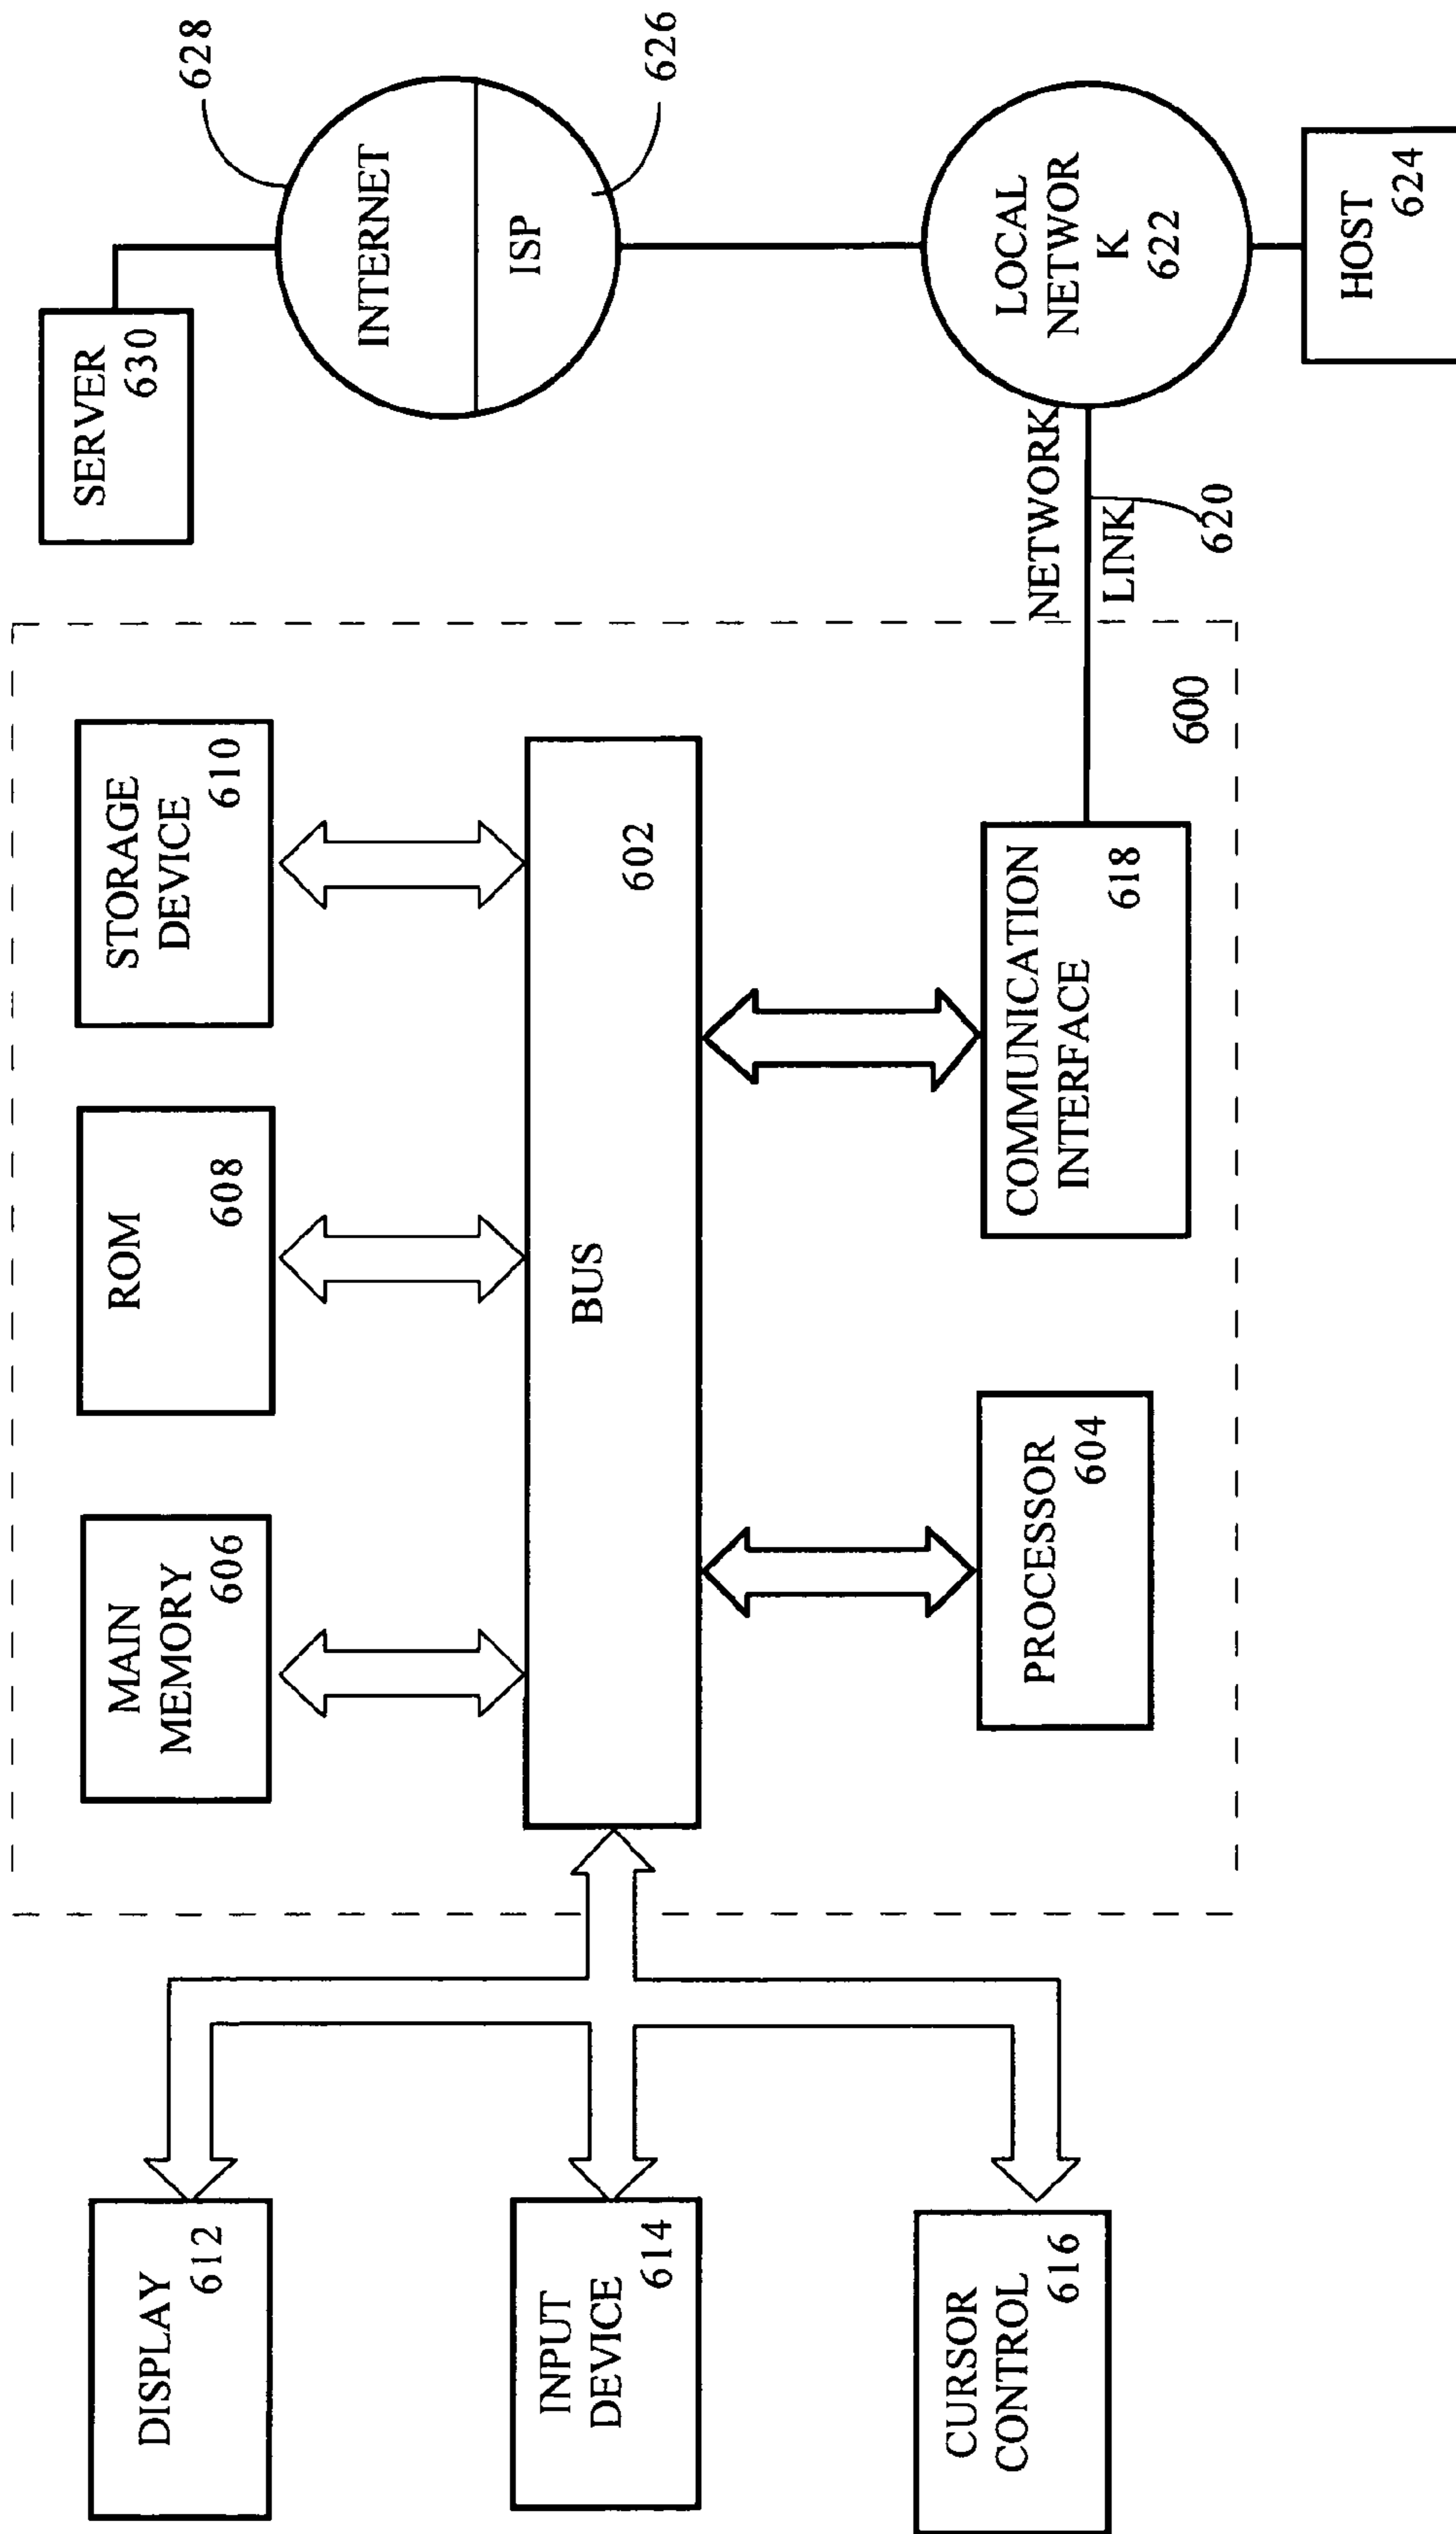 DISPLAY
612
INPUT
DEVICE
614
CURSOR
CONTROL
616
MAIN
MEMORY
606
ROM
608
STORAGE
DEVICE
610
BUS
602
PROCESSOR
604
COMMUNICATION
INTERFACE
618
600
SERVER
630
628
INTERNET
ISP
626
NETWORK
LINK
620
LOCAL
NETWOR
K
622
HOST
624